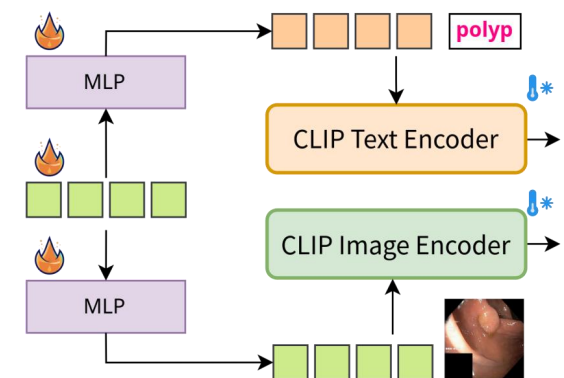 polyp
MLP
CLIP Text Encoder
CLIP Image Encoder
MLP